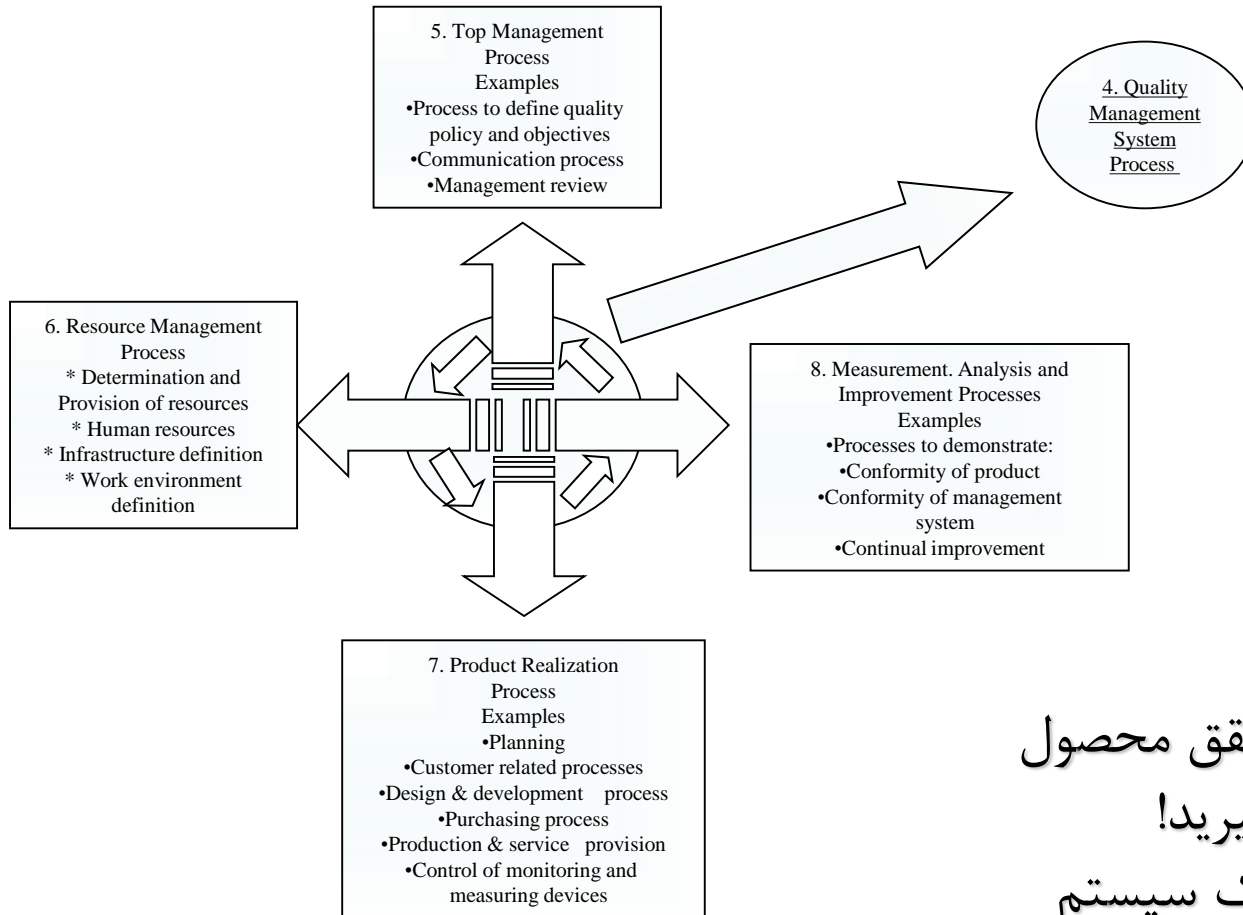 5. Top Management
Process
Examples
•Process to define quality
policy and objectives
•Communication process
•Management review
4. Quality
Management
System
Process
6. Resource Management
Process
* Determination and
Provision of resources
* Human resources
* Infrastructure definition
* Work environment
definition
8. Measurement. Analysis and
Improvement Processes
Examples
•Processes to demonstrate:
•Conformity of product
•Conformity of management
system
•Continual improvement
7. Product Realization
Process
Examples
•Planning
•Customer related processes
•Design & development process
•Purchasing process
•Production & service provision
•Control of monitoring and
measuring devices
محصول
سیستم